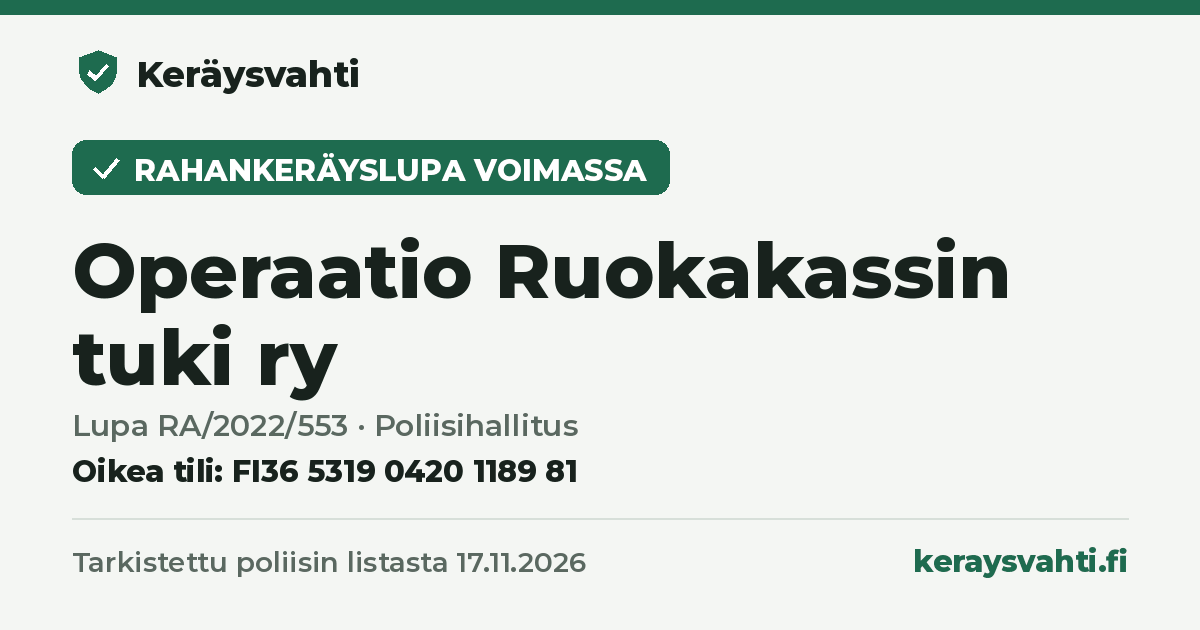 Keräysvahti
RAHANKERÄYSLUPA VOIMASSA
Operaatio Ruokakassin
tuki ry
Lupa RA/2022/553 · Poliisihallitus
Oikea tili: FI36 5319 0420 1189 81
Tarkistettu poliisin listasta 17.11.2026
keraysvahti.fi